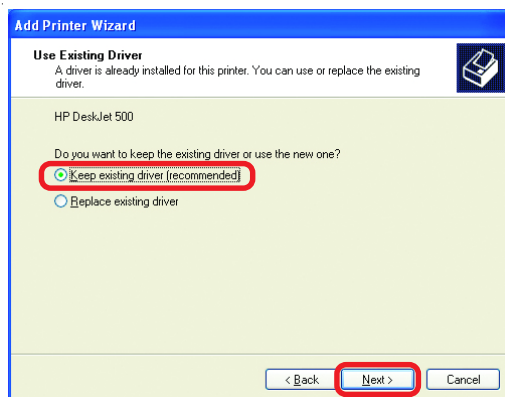 Add Printer Wizard
Use Existing Driver
A driver is already installed for this printer. You can use or replace the existing
driver.
HP DeskJet 500
Do you want to keep the existing driver or use the new one?
Keep existing driver (recommended)
Replace existing driver
< Back
Next >
Cancel